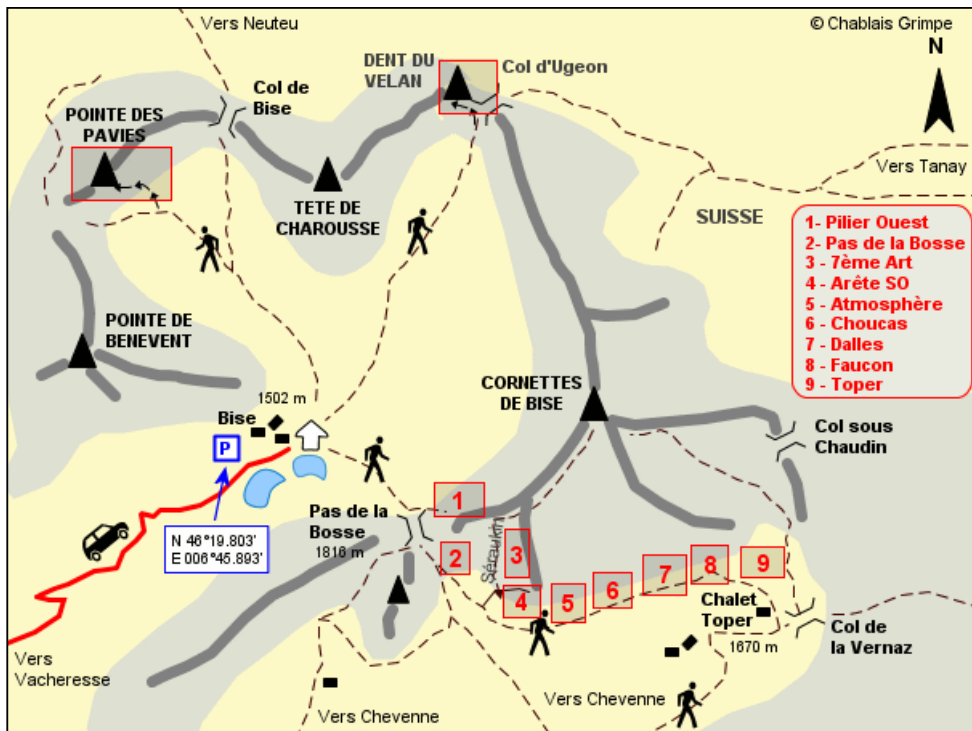 Vers Neuteu
© Chablais Grimpe
N
DENT DU
VELAN
Col d'Ugeon
Col de
Bise
POINTE DES
PAVIES
Vers Tanay
TETE DE
CHAROUSSE
SUISSE
1- Pilier Ouest
2- Pas de la Bosse
3 - 7ème Art
4 - Arête SO
5 - Atmosphère
6 - Choucas
7 - Dalles
8 - Faucon
9 - Toper
POINTE DE
BENEVENT
CORNETTES
DE BISE
1502 m
Bise
P
Col sous
Chaudin
N 46°19.803'
E 006°45.893'
Pas de la
Bosse
1816 m
1
2
3
Séraukin
4
5
6
7
8
9
Chalet
Toper
1670 m
Col de
la Vernaz
Vers
Vacheresse
Vers Chevenne
Vers Chevenne